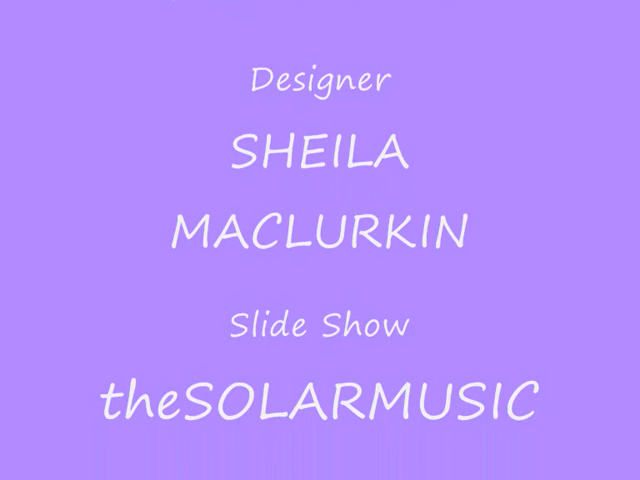 Designer
SHEILA
MACLURKIN
Slide Show
theSOLARMUSIC